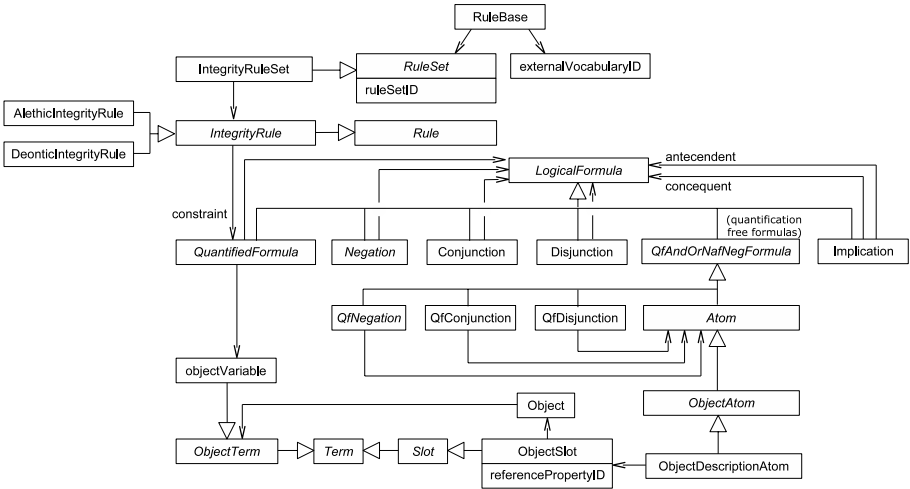 RuleBase
IntegrityRuleSet
RuleSet
externalVocabularyID
ruleSetID
AlethicIntegrityRule
IntegrityRule
Rule
DeonticIntegrityRule
antecendent
LogicalFormula
concequent
constraint
(quantification
free formulas)
QuantifiedFormula
Negation
Conjunction
Disjunction
QfAndOrNafNegFormula
Implication
QfNegation
QfConjunction
QfDisjunction
Atom
objectVariable
Object
ObjectAtom
ObjectTerm
Term
Slot
ObjectSlot
ObjectDescriptionAtom
referencePropertyID